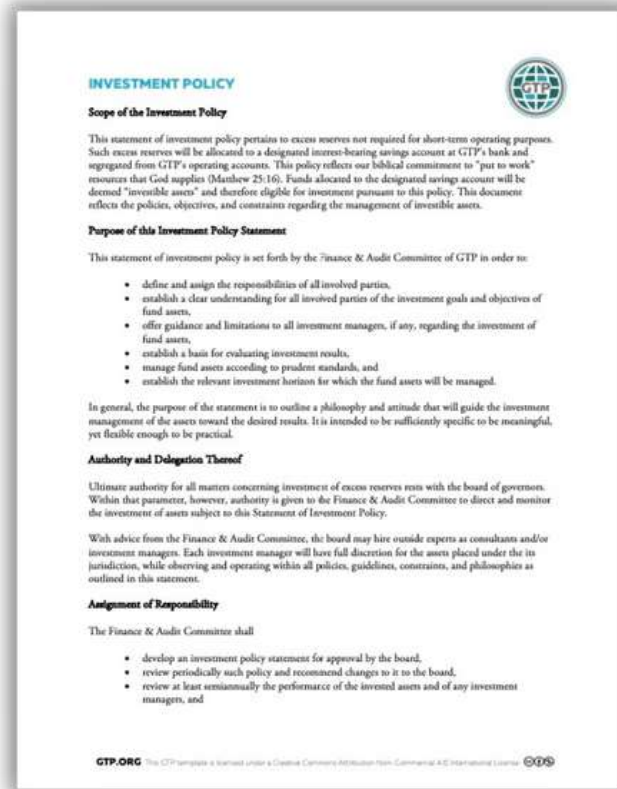 INVESTMENT POLICY
GTP
Scope of the Investment Policy
This statement of investment policy pertains to excess reserves not required for short-term operating purposes.
Such excess reserves will be allocated to a designated interest-bearing savings account at GTP's bank and
segregated from GTP's operating accounts. This policy reflects our biblical commitment to "put to work"
resources that God supplies (Matthew 25:16). Funds allocated to the designated savings account will be
deemed "investible assets" and therefore eligible for investment pursuant to this policy. This document
reflects the policies, objectives, and constraints regarding the management of investible assets.
Purpose of this Investment Policy Statement
This statement of investment policy is set forth by the Finance & Audit Committee of GTP in order to:
• define and assign the responsibilities of all involved parties,
• establish a clear understanding for all involved parties of the investment goals and objectives of
fund assets,
• offer guidance and limitations to all investment managers, if any, regarding the investment of
fund assets,
• establish a basis for evaluating investment results,
• manage fund assets according to prudent standards, and
• establish the relevant investment horizon for which the fund assets will be managed.
In general, the purpose of the statement is to outline a philosophy and attitude that will guide the investment
management of the assets toward the desired results. It is intended to be sufficiently specific to be meaningful,
yet flexible enough to be practical.
Authority and Delegation Thereof
Ultimate authority for all matters concerning investment of excess reserves rests with the board of governors.
Within that parameter, however, authority is given to the Finance & Audit Committee to direct and monitor
the investment of assets subject to this Statement of Investment Policy.
With advice from the Finance & Audit Committee, the board may hire outside experts as consultants and/or
investment managers. Each investment manager will have full discretion for the assets placed under the its
jurisdiction, while observing and operating within all policies, guidelines, constraints, and philosophies as
outlined in this statement.
Assignment of Responsibility
The Finance & Audit Committee shall
• develop an investment policy statement for approval by the board,
• review periodically such policy and recommend changes to it to the board,
• review at least semiannually the performance of the invested assets and of any investment
managers, and
GTP.ORG This GTP template is licensed under a Creative Commons Attribution Non-Commercial 4.0 International License